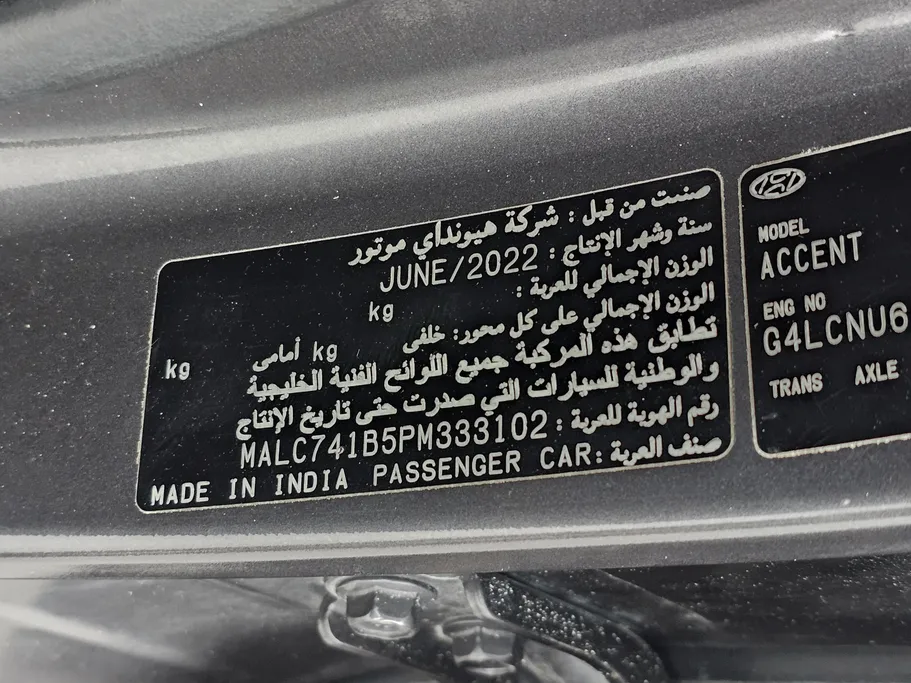 صنعت من قبل : شركة هيونداي موتور
سنة وشهر الإنتاج : JUNE/2022
الوزن الإجمالي للعربة :
kg
الوزن الإجمالي على كل محور: خلفي kg أمامى kg
تطابق هذه المركبة جميع اللوائح الفنية الخليجية
والوطنية للسيارات التي صدرت حتى تاريخ الإنتاج
رقم الهوية للعربة : MALC741B5PM333102
صنف العربة : PASSENGER CAR
MADE IN INDIA
MODEL
ACCENT
ENG NO
G4LCNU6
TRANS AXLE